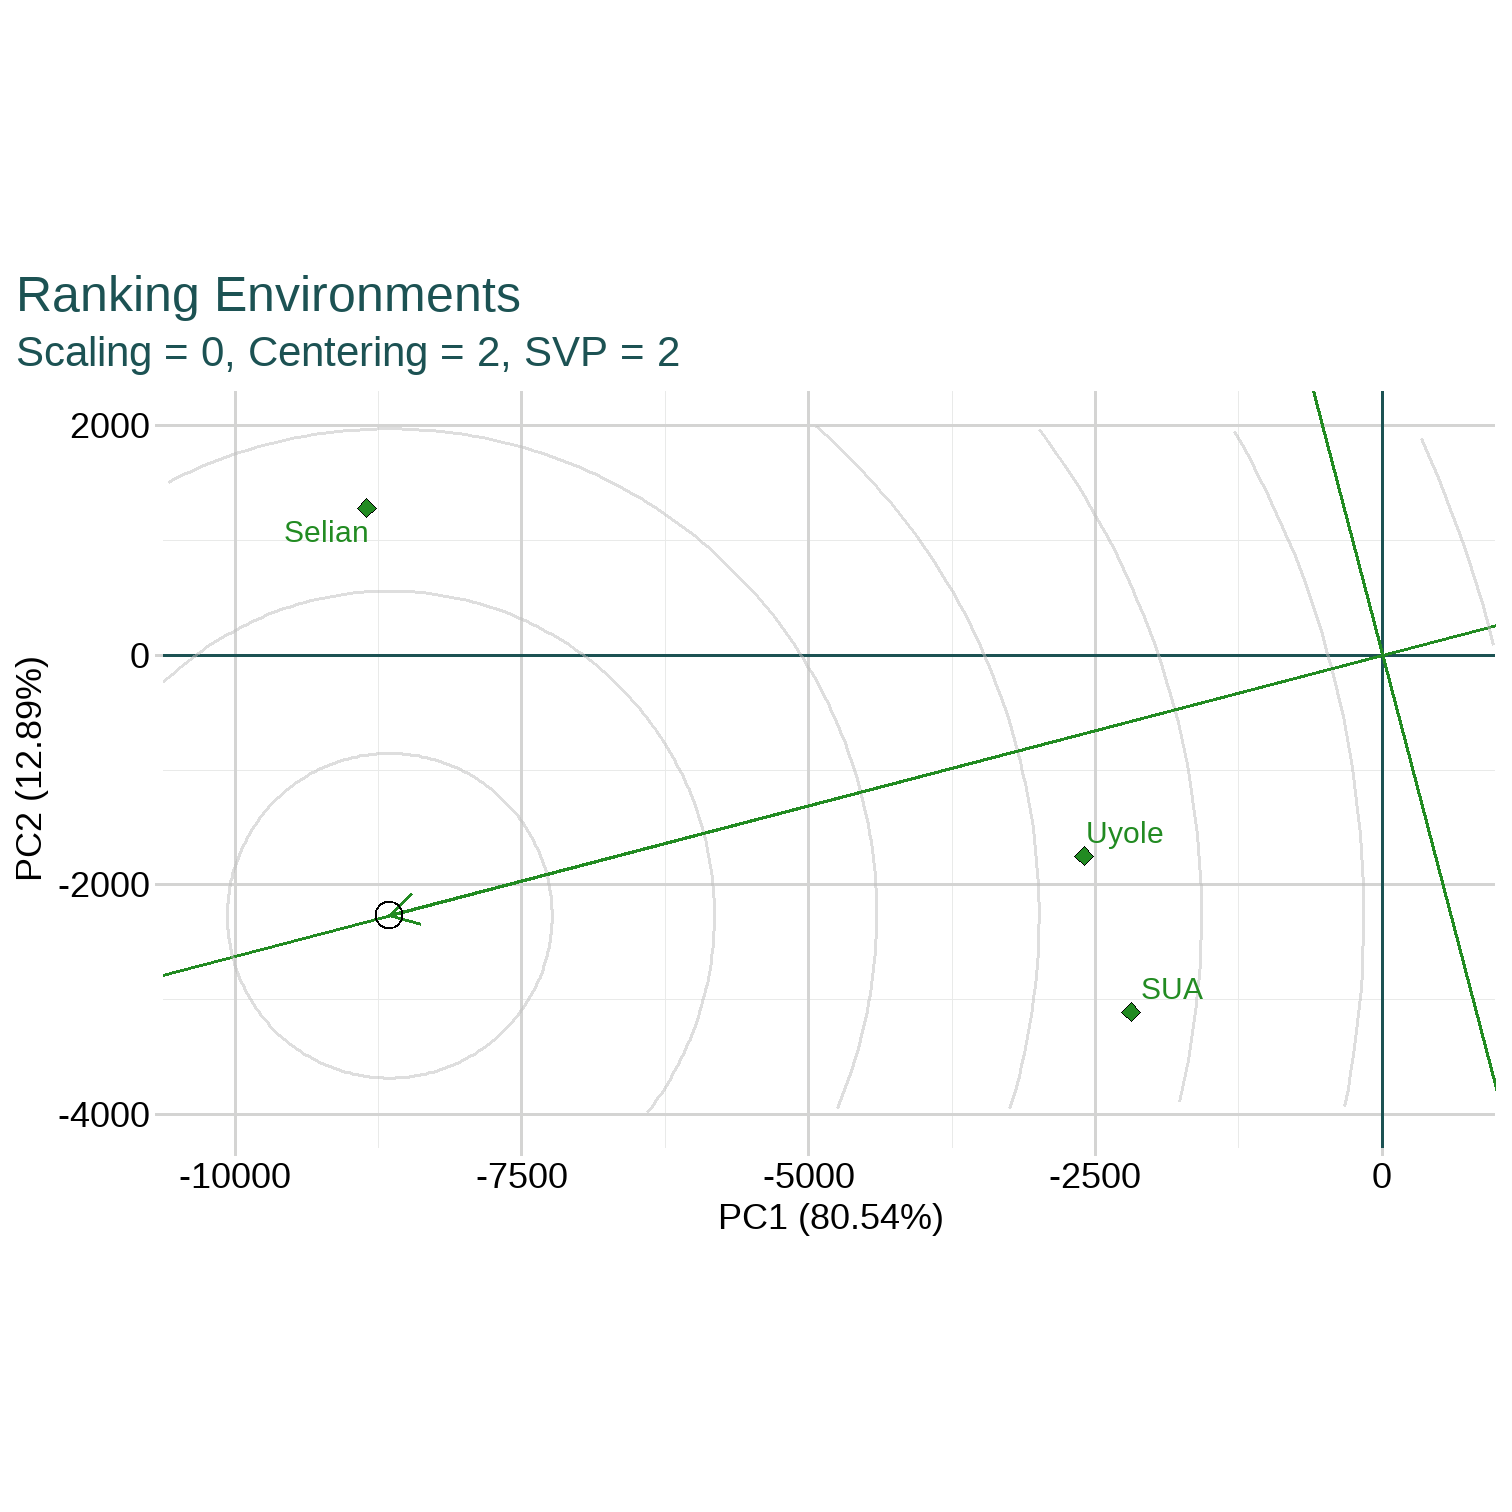 Ranking Environments
Scaling = 0, Centering = 2, SVP = 2
2000
0
-2000
-4000
PC2 (12.89%)
Selian
Uyole
SUA
-10000
-7500
-5000
-2500
0
PC1 (80.54%)